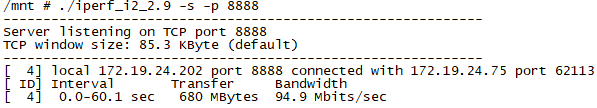 /mnt # ./iperf_i2_2.9 -s -p 8888
------------------------------------------------------------
Server listening on TCP port 8888
TCP window size: 85.3 KByte (default)
------------------------------------------------------------
[  4] local 172.19.24.202 port 8888 connected with 172.19.24.75 port 62113
[ ID] Interval       Transfer     Bandwidth
[  4]  0.0-60.1 sec   680 MBytes  94.9 Mbits/sec